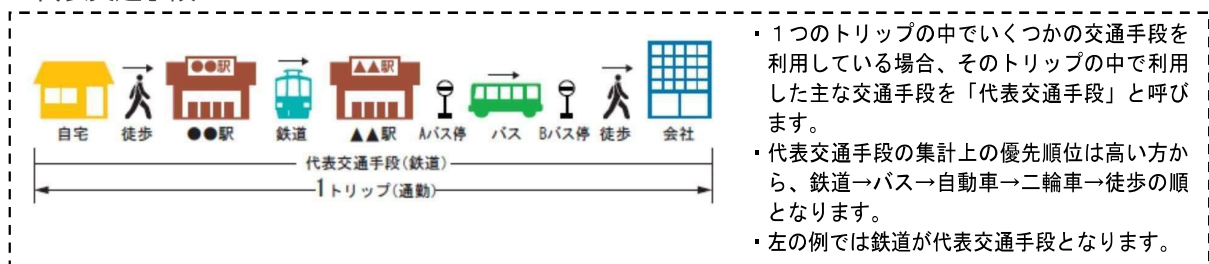 ●●駅
▲▲駅
自宅 徒歩 ●●駅 鉄道 ▲▲駅 Aバス停 バス Bバス停 徒歩 会社
代表交通手段(鉄道)
1トリップ(通勤)
・１つのトリップの中でいくつかの交通手段を
利用している場合、そのトリップの中で利用
した主な交通手段を「代表交通手段」と呼び
ます。
・代表交通手段の集計上の優先順位は高い方か
ら、鉄道→バス→自動車→二輪車→徒歩の順
となります。
・左の例では鉄道が代表交通手段となります。